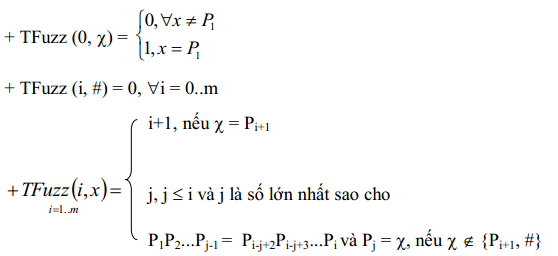 + TFuzz (0, χ) = {0, ∀x ≠ P₁
1, x = P₁
+ TFuzz (i, #) = 0, ∀i = 0..m
i+1, nếu χ = Pᵢ₊₁
+TFuzz(i,x)=
i=1..m
j, j ≤ i và j là số lớn nhất sao cho
P₁P₂...Pⱼ₋₁ = Pᵢ₋ⱼ₊₂Pᵢ₋ⱼ₊₃...Pᵢ và Pⱼ = χ, nếu χ ∉ {Pᵢ₊₁, #}